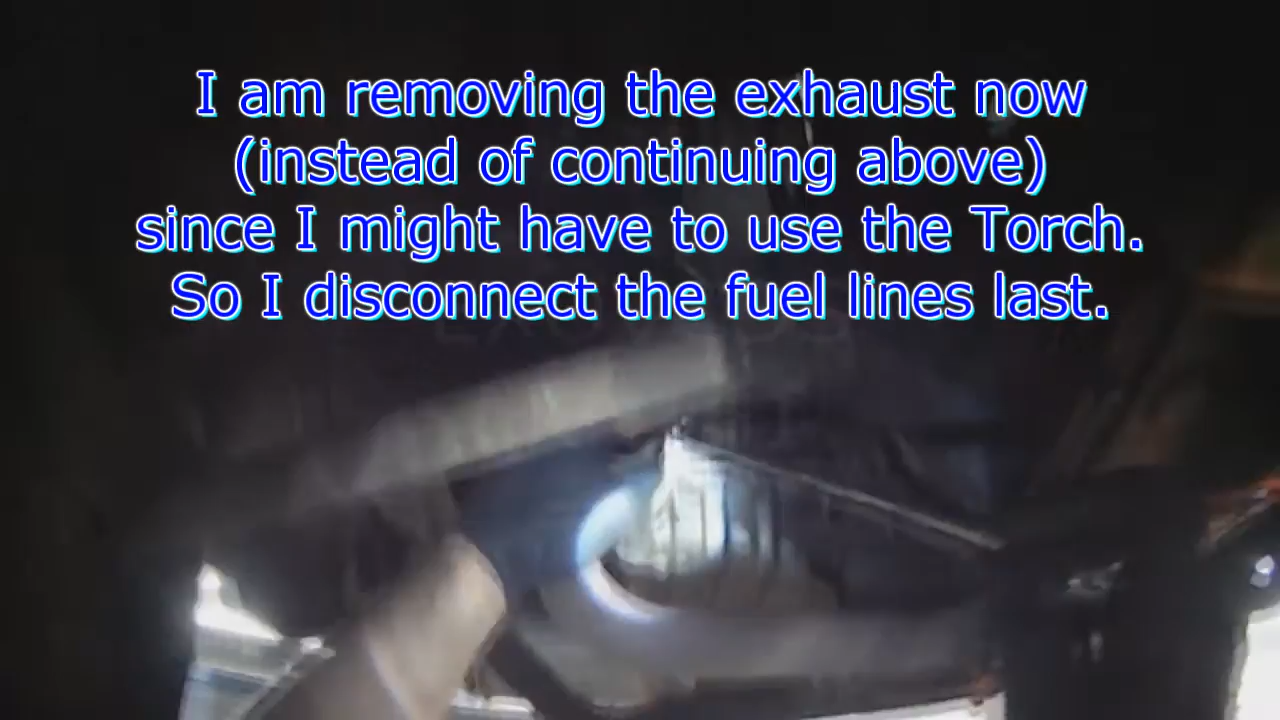 I am removing the exhaust now
(instead of continuing above)
since I might have to use the Torch.
So I disconnect the fuel lines last.